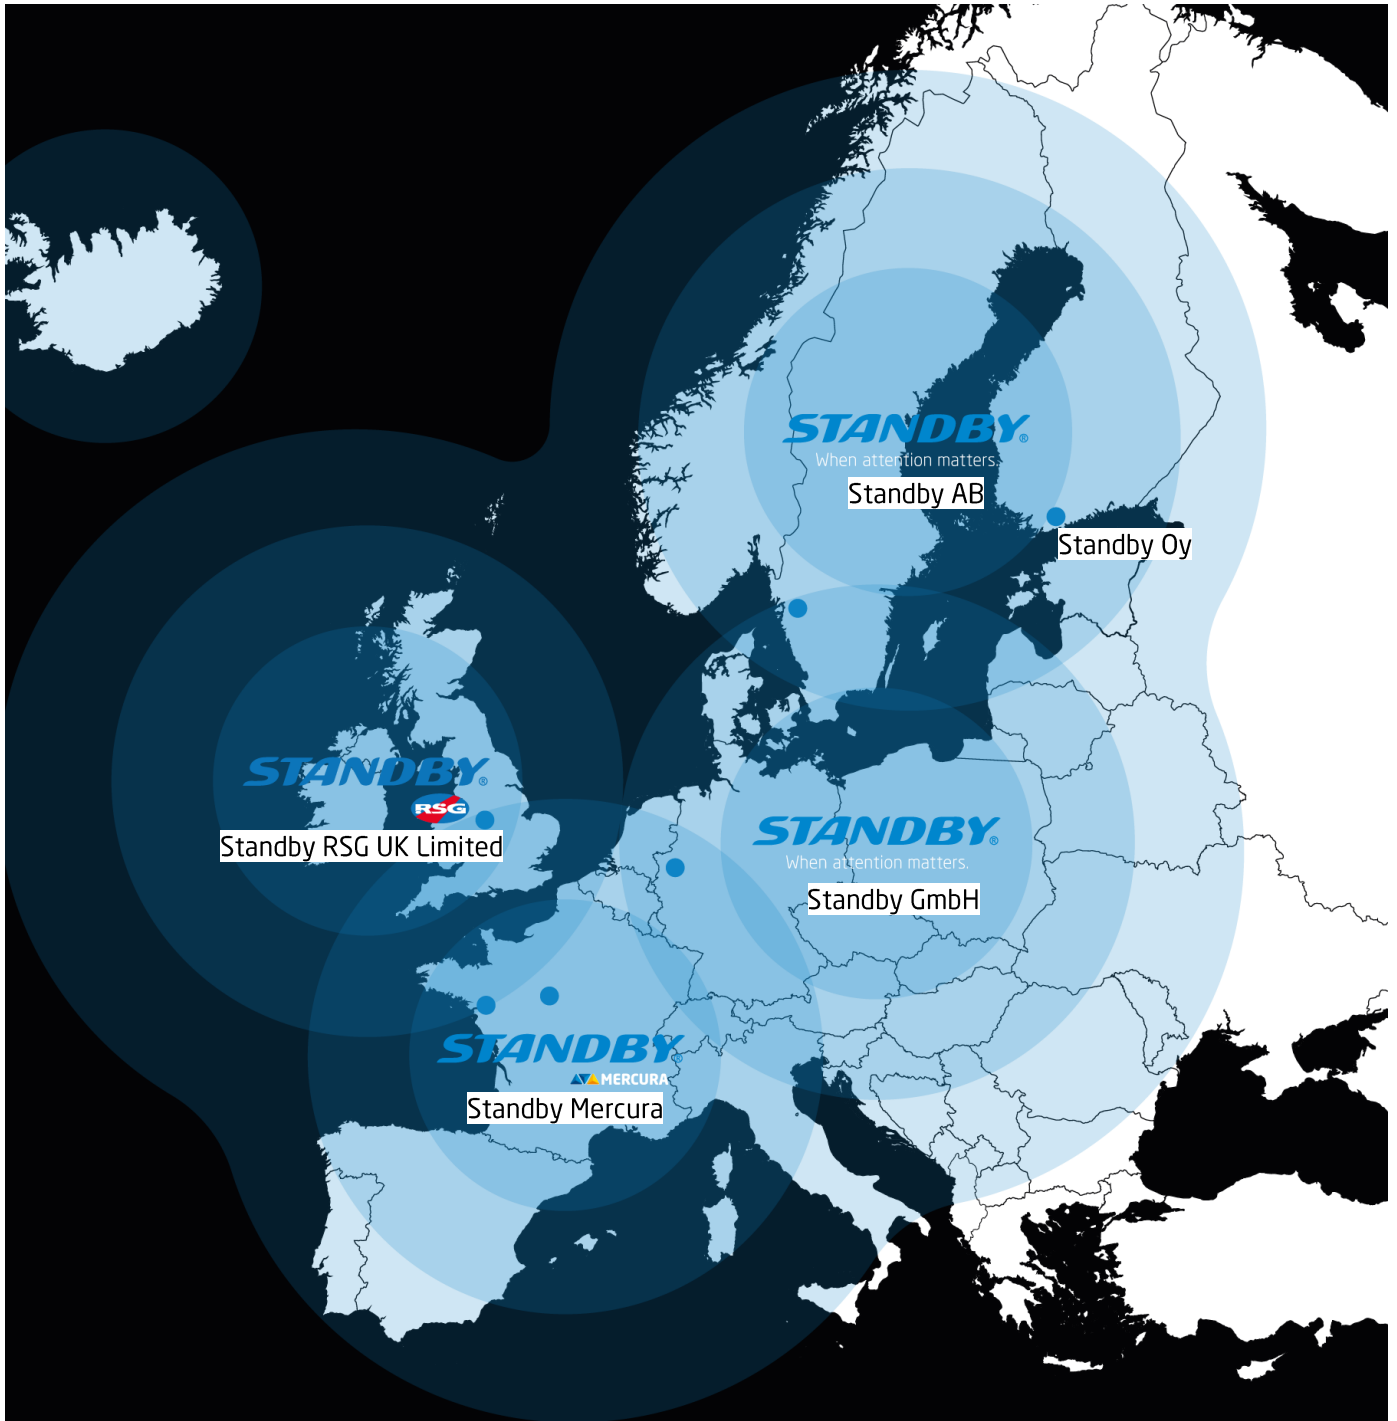 STANDBY®
When attention matters.
Standby AB
Standby Oy
STANDBY®
RSG
Standby RSG UK Limited
STANDBY®
When attention matters.
Standby GmbH
STANDBY®
MERCURA
Standby Mercura